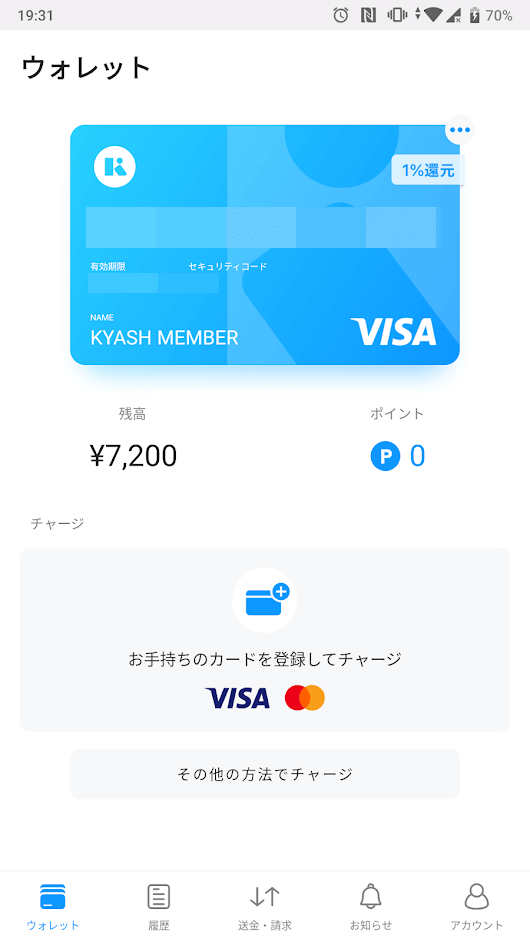 19:31
70%
ウォレット
1%還元
有効期限 セキュリティコード
NAME
KYASH MEMBER
VISA
残高 ポイント
¥7,200 P 0
チャージ
お手持ちのカードを登録してチャージ
VISA
その他の方法でチャージ
ウォレット 履歴 送金・請求 お知らせ アカウント